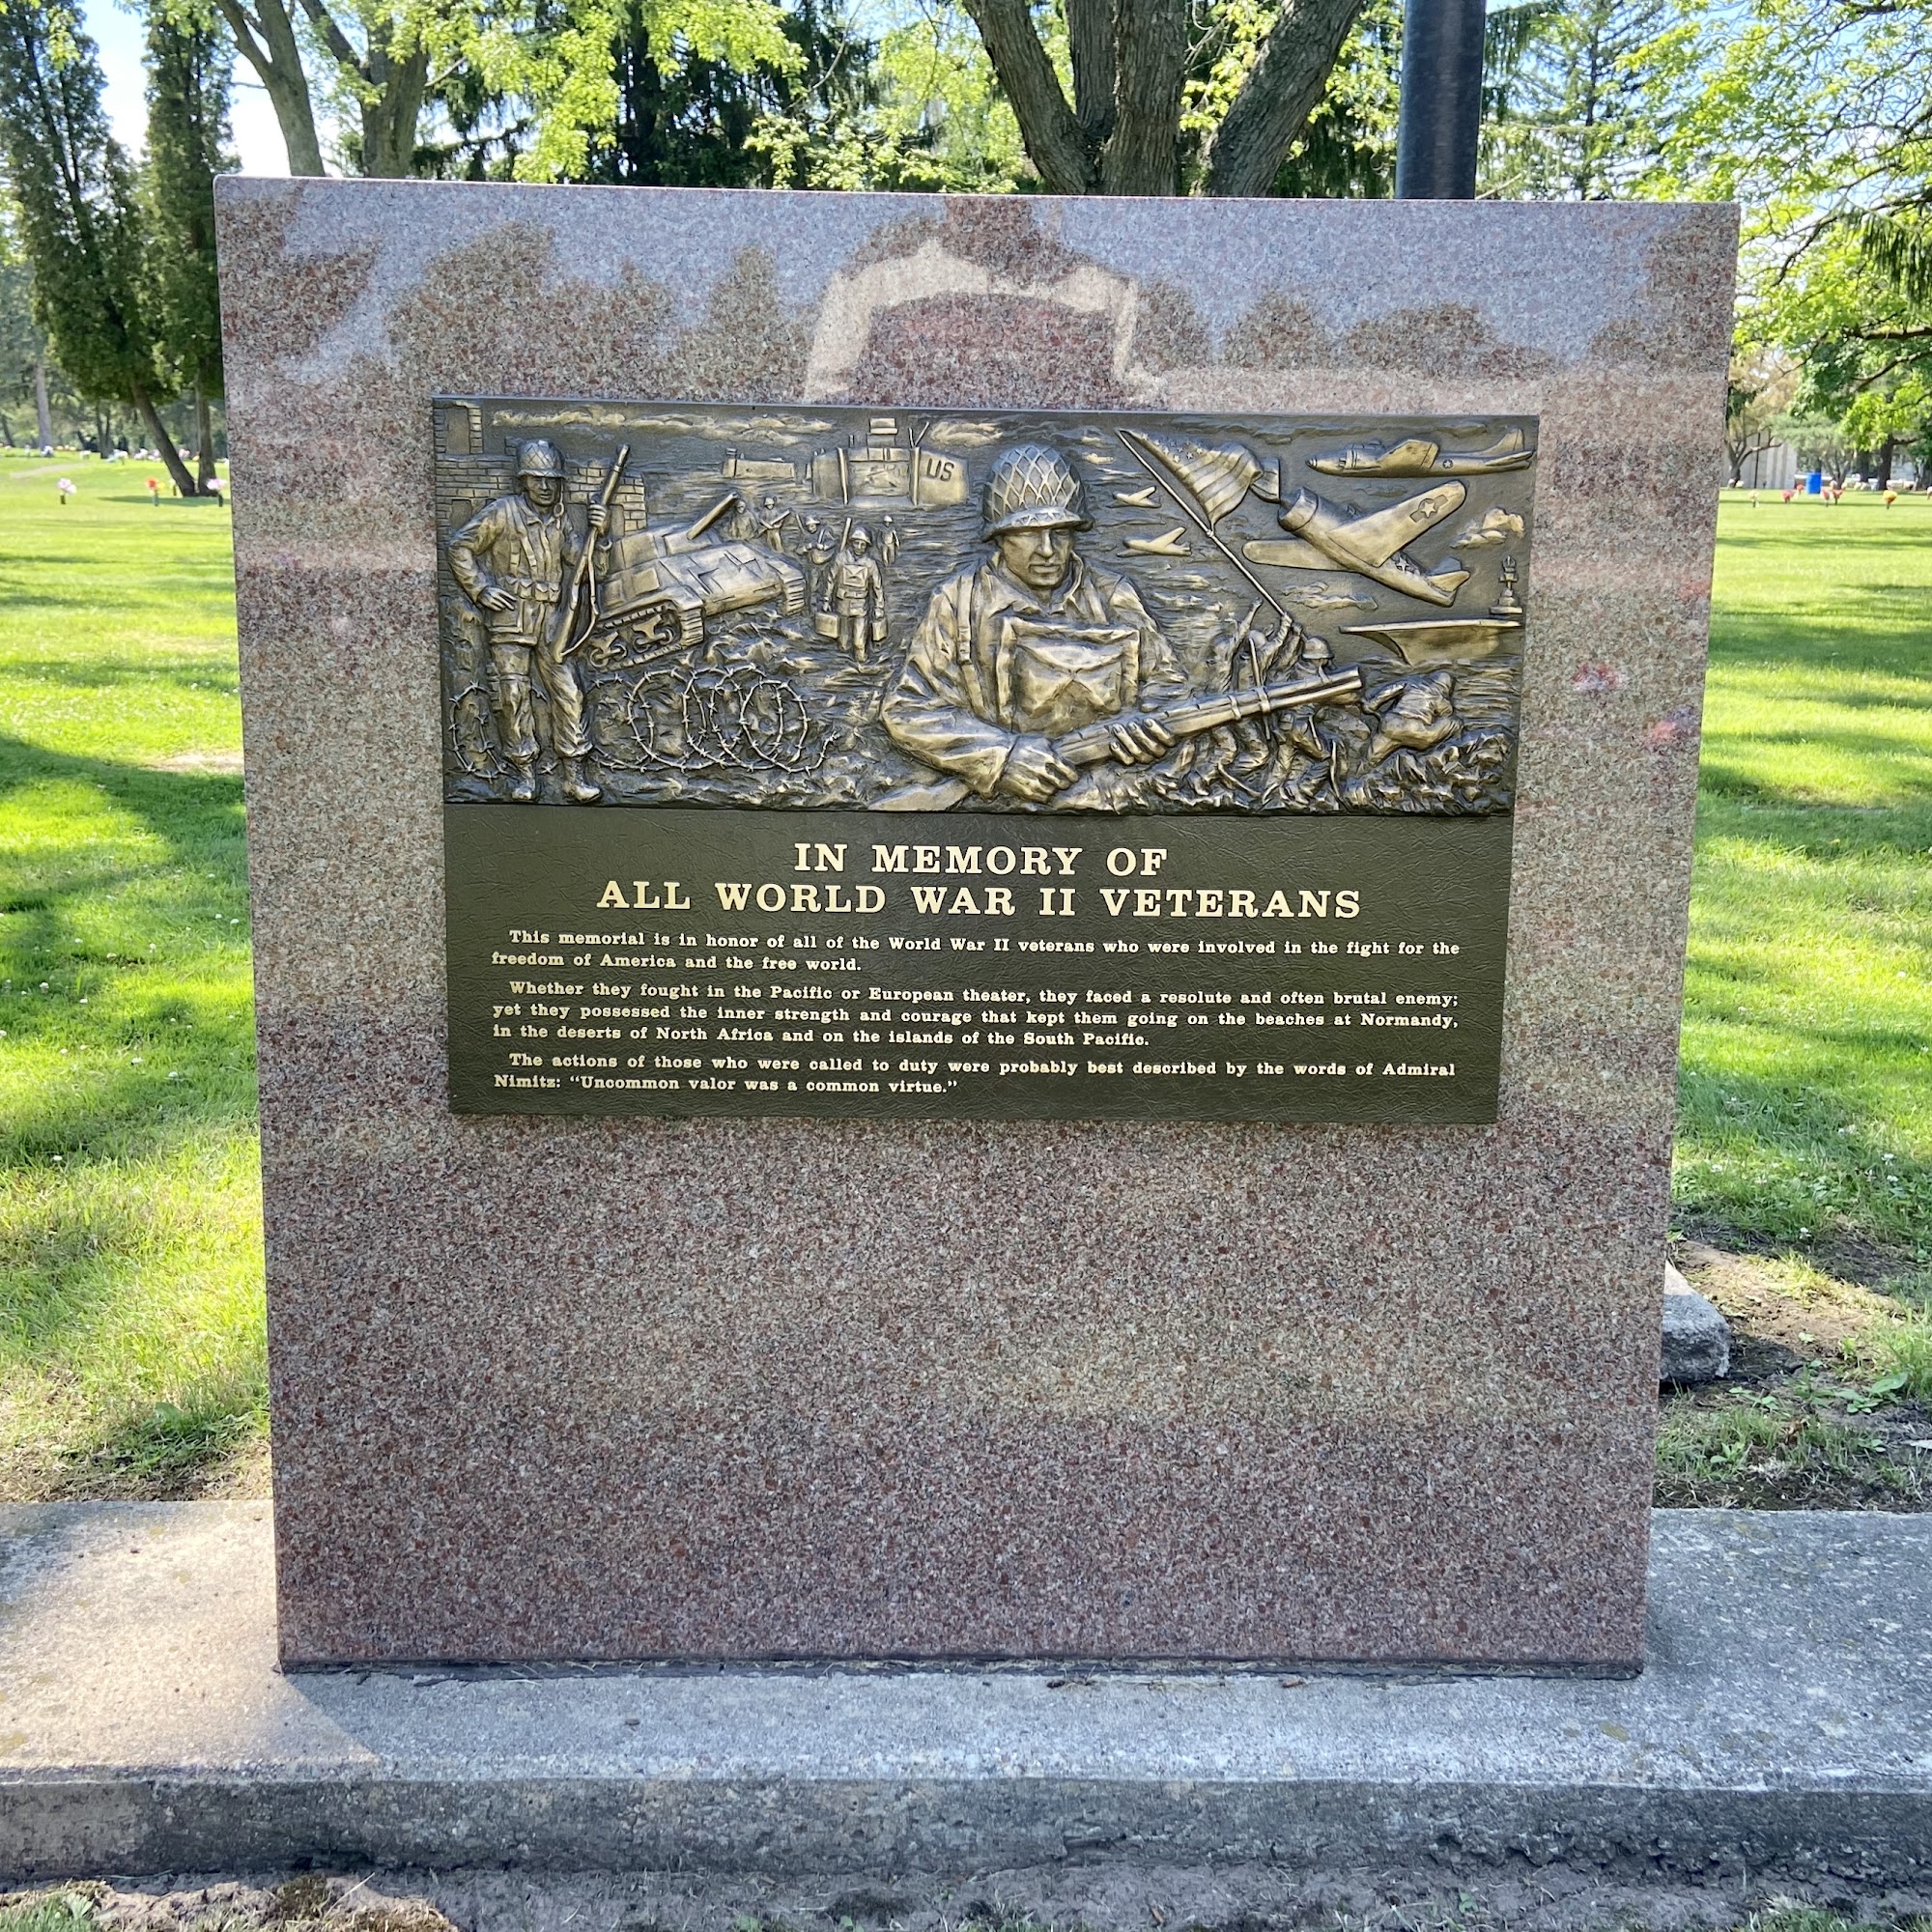 US
IN MEMORY OF
ALL WORLD WAR II VETERANS
This memorial is in honor of all of the World War II veterans who were involved in the fight for the
freedom of America and the free world.
Whether they fought in the Pacific or European theater, they faced a resolute and often brutal enemy;
yet they possessed the inner strength and courage that kept them going on the beaches at Normandy,
in the deserts of North Africa and on the islands of the South Pacific.
The actions of those who were called to duty were probably best described by the words of Admiral
Nimitz: “Uncommon valor was a common virtue.”